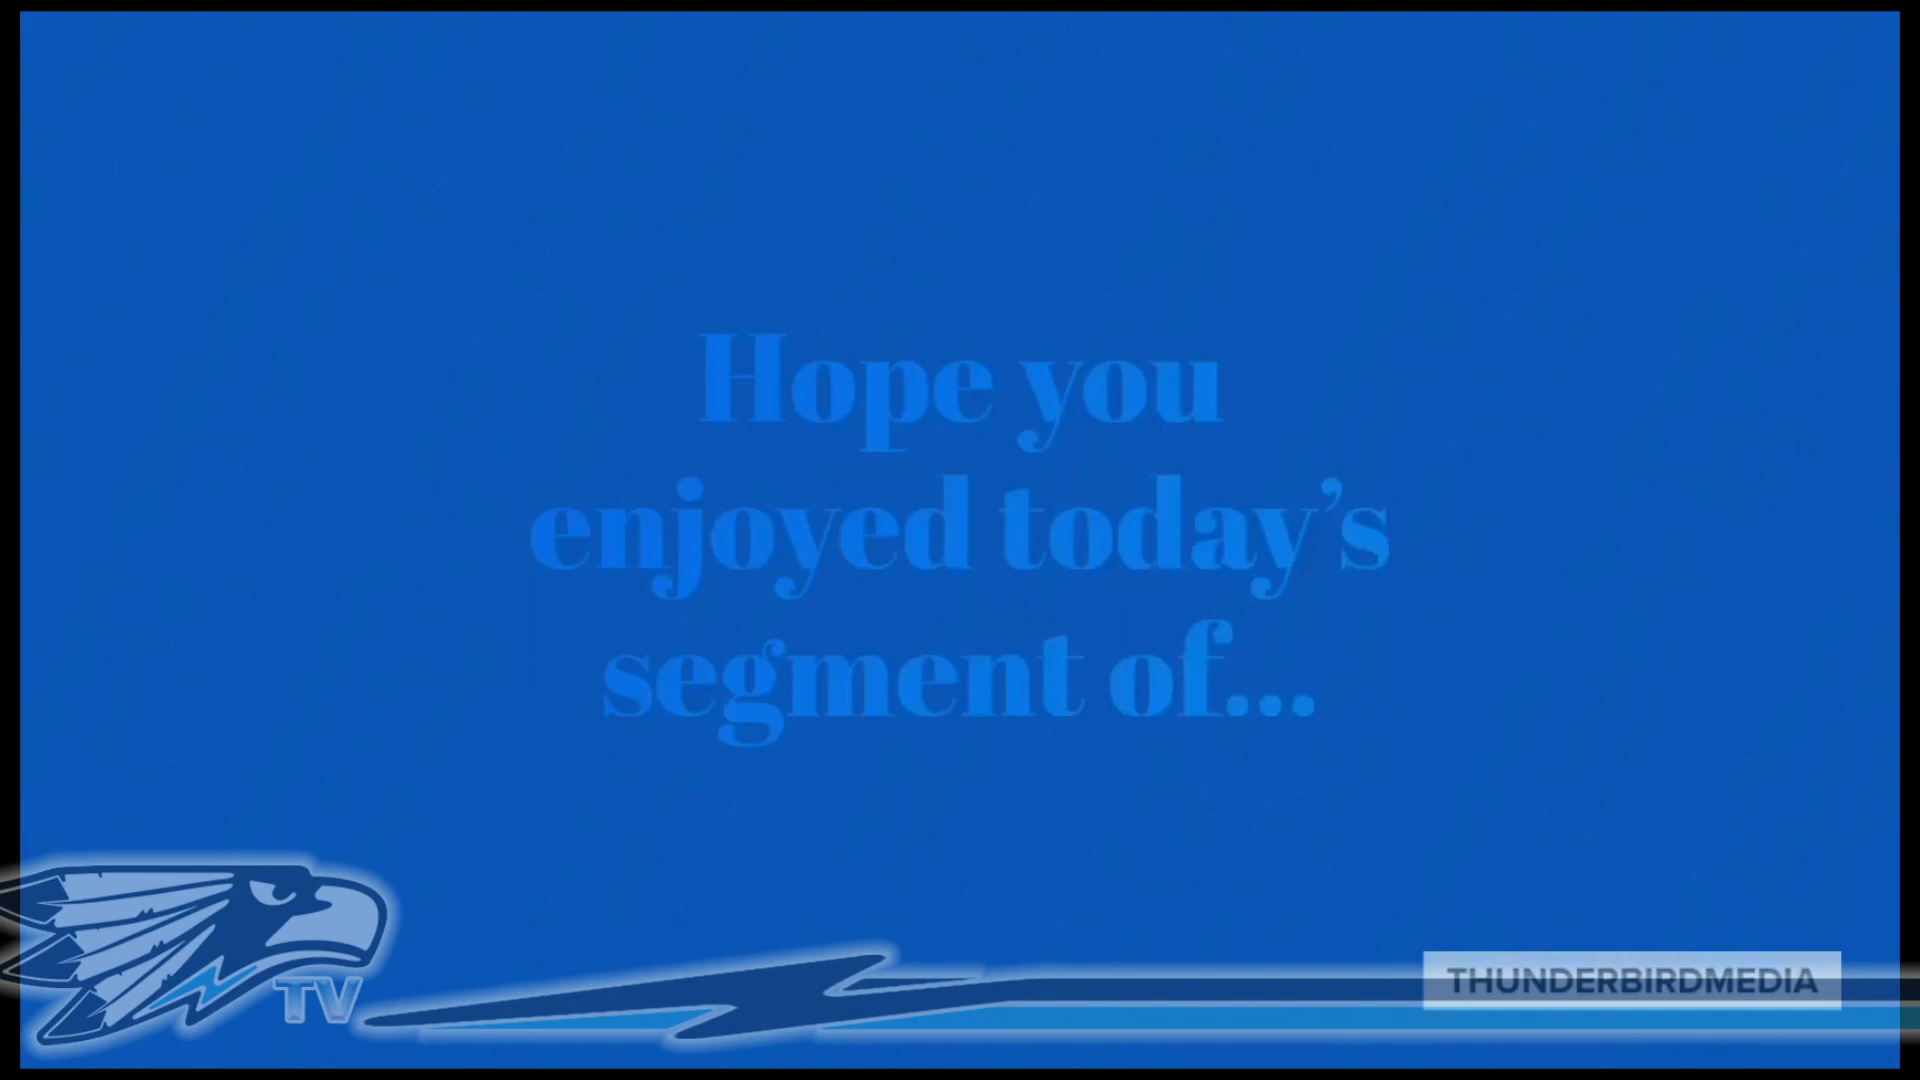 Hope you
enjoyed today’s
segment of...
TV
THUNDERBIRDMEDIA